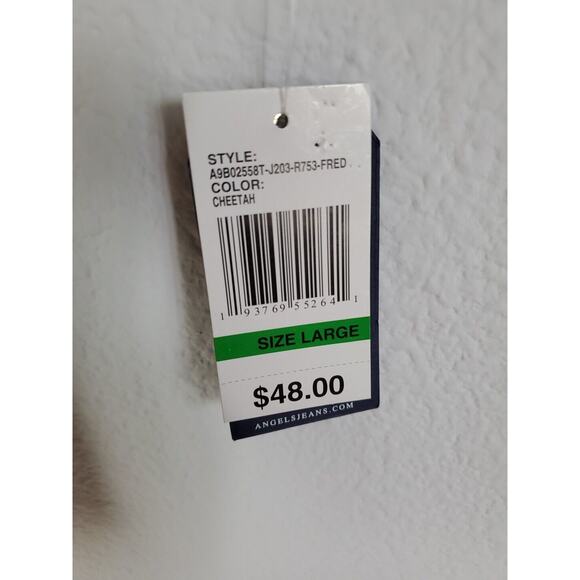 STYLE:
A9B02558T-J203-R753-FRED
COLOR:
CHEETAH
1 93769 55264 1
SIZE LARGE
$48.00
ANGELSJEANS.COM